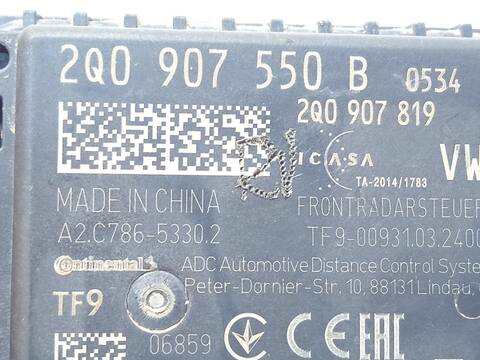 2Q0 907 550 B 0534
2Q0 907 819
ICASA
VW
TA-2014/1783
MADE IN CHINA
FRONTRADARSTEUER
A2.C786-5330.2
TF9-00931.03.2400
Continental
ADC Automotive Distance Control Syste
Peter-Dornier-Str. 10, 88131 Lindau,
TF9
06859
CE EAC